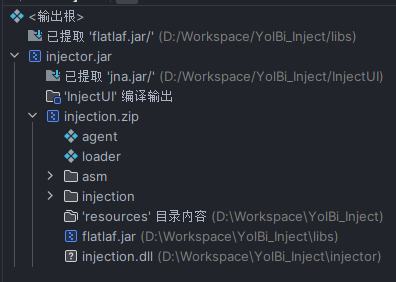 <输出根>
已提取 'flatlaf.jar/' (D:/Workspace/YolBi_Inject/libs)
injector.jar
已提取 'jna.jar/' (D:/Workspace/YolBi_Inject/InjectUI)
'InjectUI' 编译输出
injection.zip
agent
loader
asm
injection
'resources' 目录内容 (D:\Workspace\YolBi_Inject)
flatlaf.jar (D:\Workspace\YolBi_Inject\libs)
injection.dll (D:\Workspace\YolBi_Inject\injector)